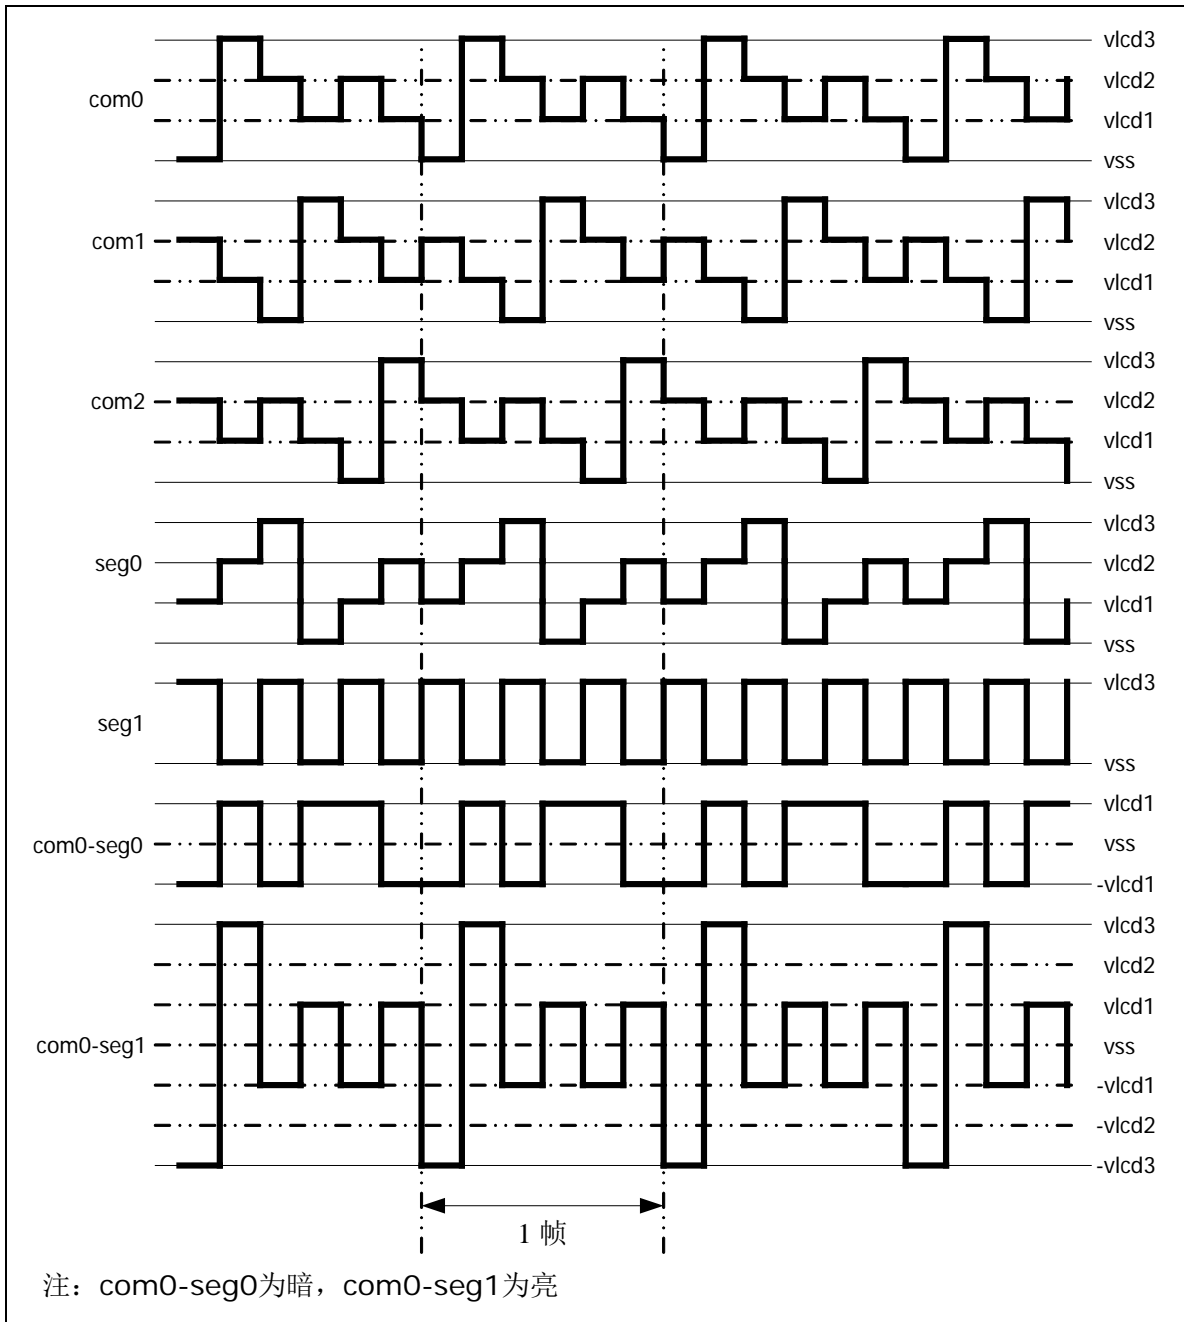 com0
vlcd3
vlcd2
vlcd1
vss
com1
vlcd3
vlcd2
vlcd1
vss
com2
vlcd3
vlcd2
vlcd1
vss
seg0
vlcd3
vlcd2
vlcd1
vss
seg1
vlcd3
vss
com0-seg0
vlcd1
vss
-vlcd1
com0-seg1
vlcd3
vlcd2
vlcd1
vss
-vlcd1
-vlcd2
-vlcd3
1 帧
注：com0-seg0为暗，com0-seg1为亮